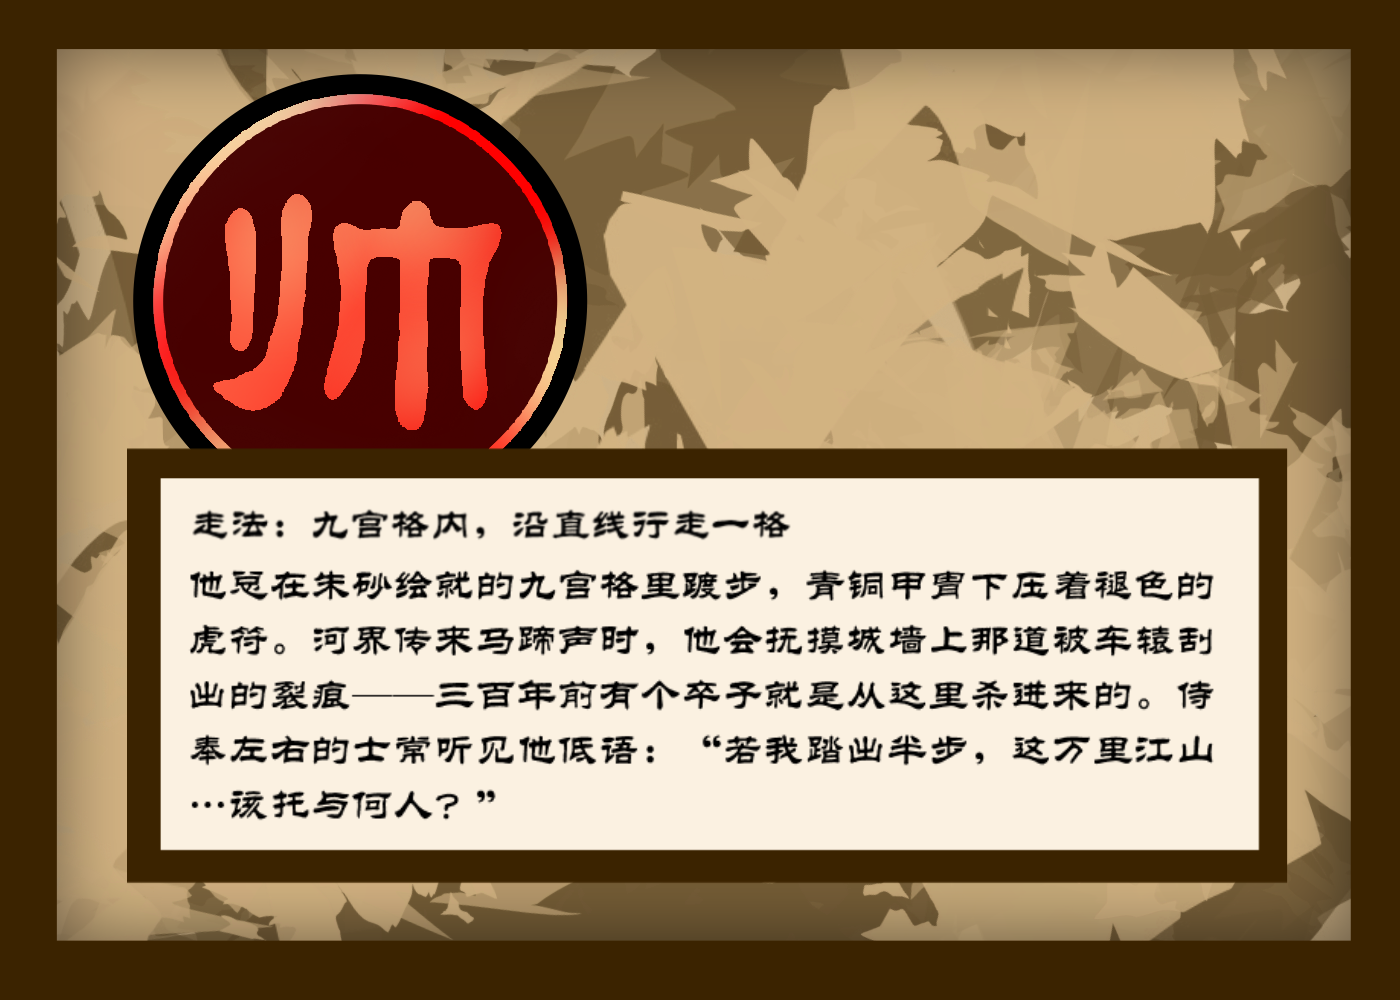 帅
走法：九宫格内，沿直线行走一格
他总在朱砂绘就的九宫格里踱步，青铜甲胄下压着褪色的
虎符。河界传来马蹄声时，他会抚摸城墙上那道被车辕刮
出的裂痕——三百年前有个卒子就是从这里杀进来的。侍
奉左右的士常听见他低语：“若我踏出半步，这万里江山
…该托与何人？”